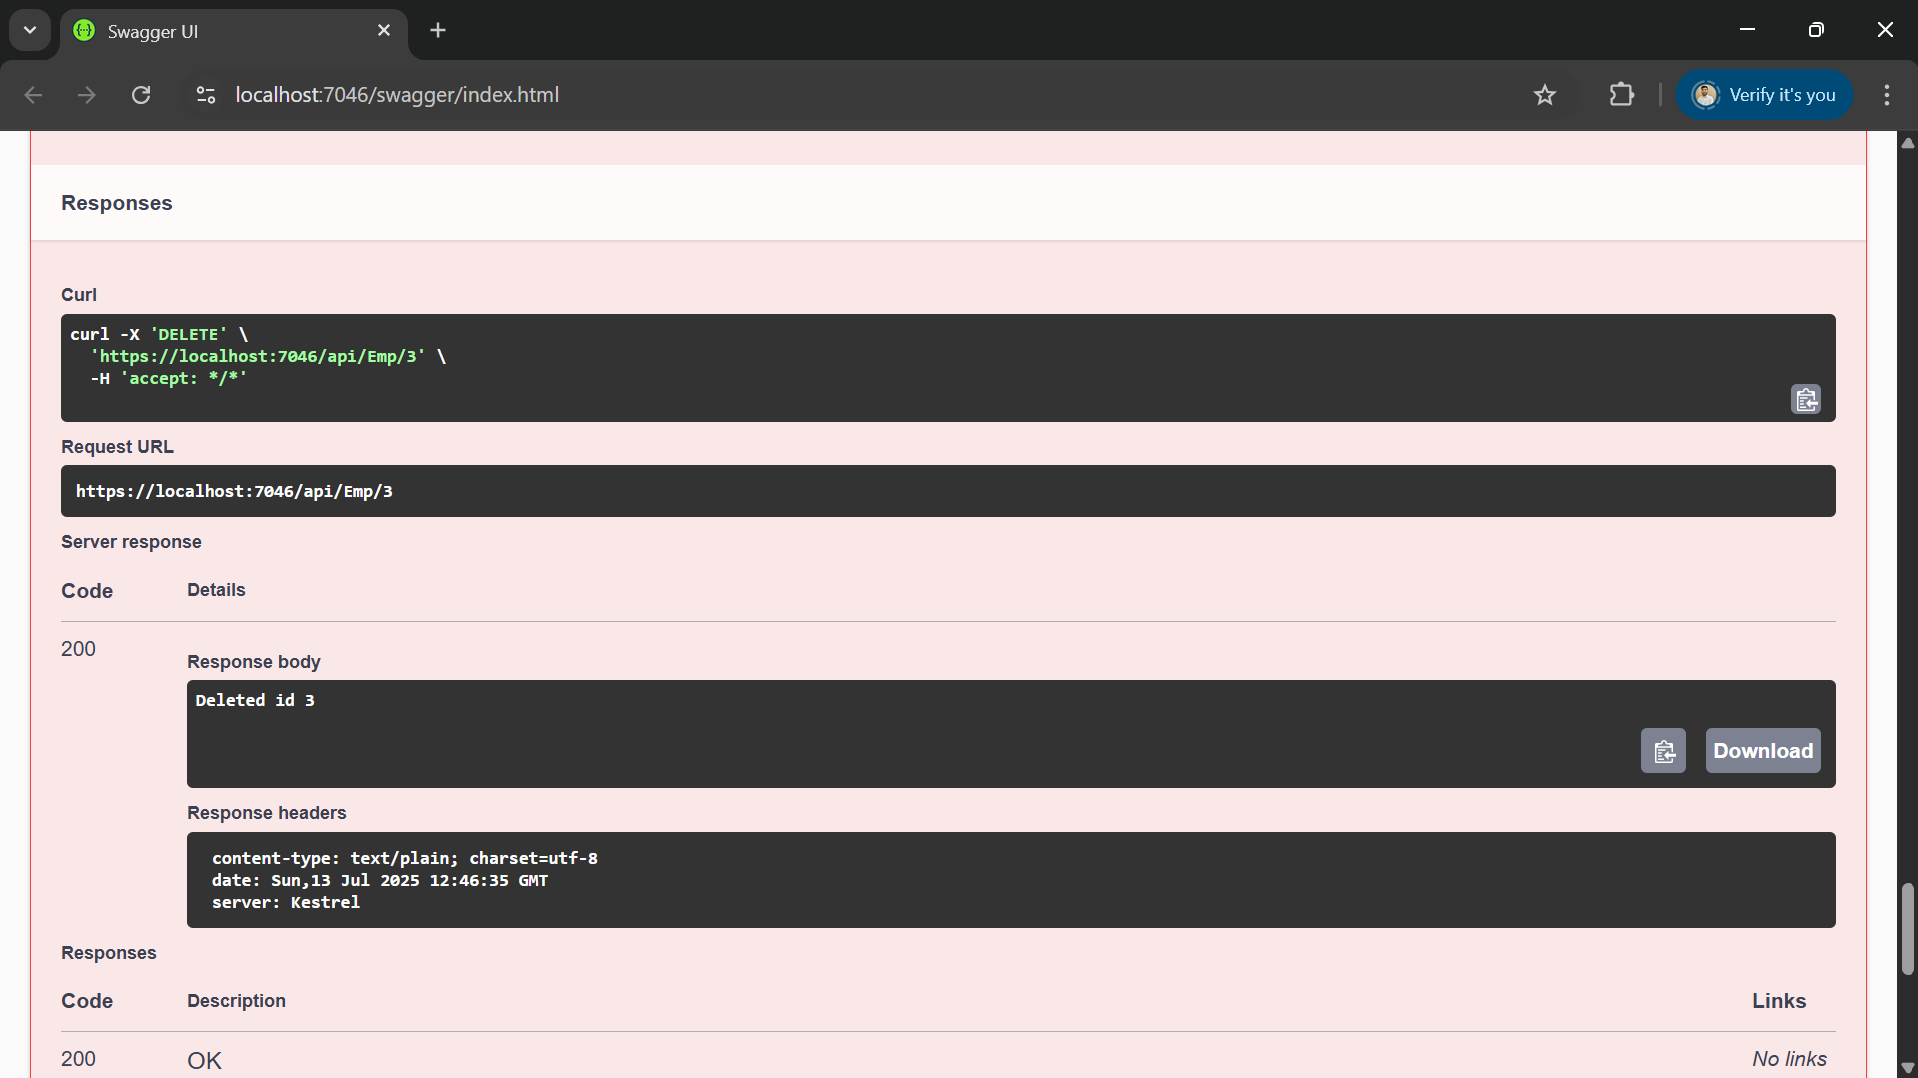 Swagger UI
localhost:7046/swagger/index.html
Verify it's you
Responses
Curl
curl -X 'DELETE' \
'https://localhost:7046/api/Emp/3' \
-H 'accept: */*'
Request URL
https://localhost:7046/api/Emp/3
Server response
Code Details
200
Response body
Deleted id 3
Download
Response headers
content-type: text/plain; charset=utf-8
date: Sun,13 Jul 2025 12:46:35 GMT
server: Kestrel
Responses
Code Description Links
200 OK No links